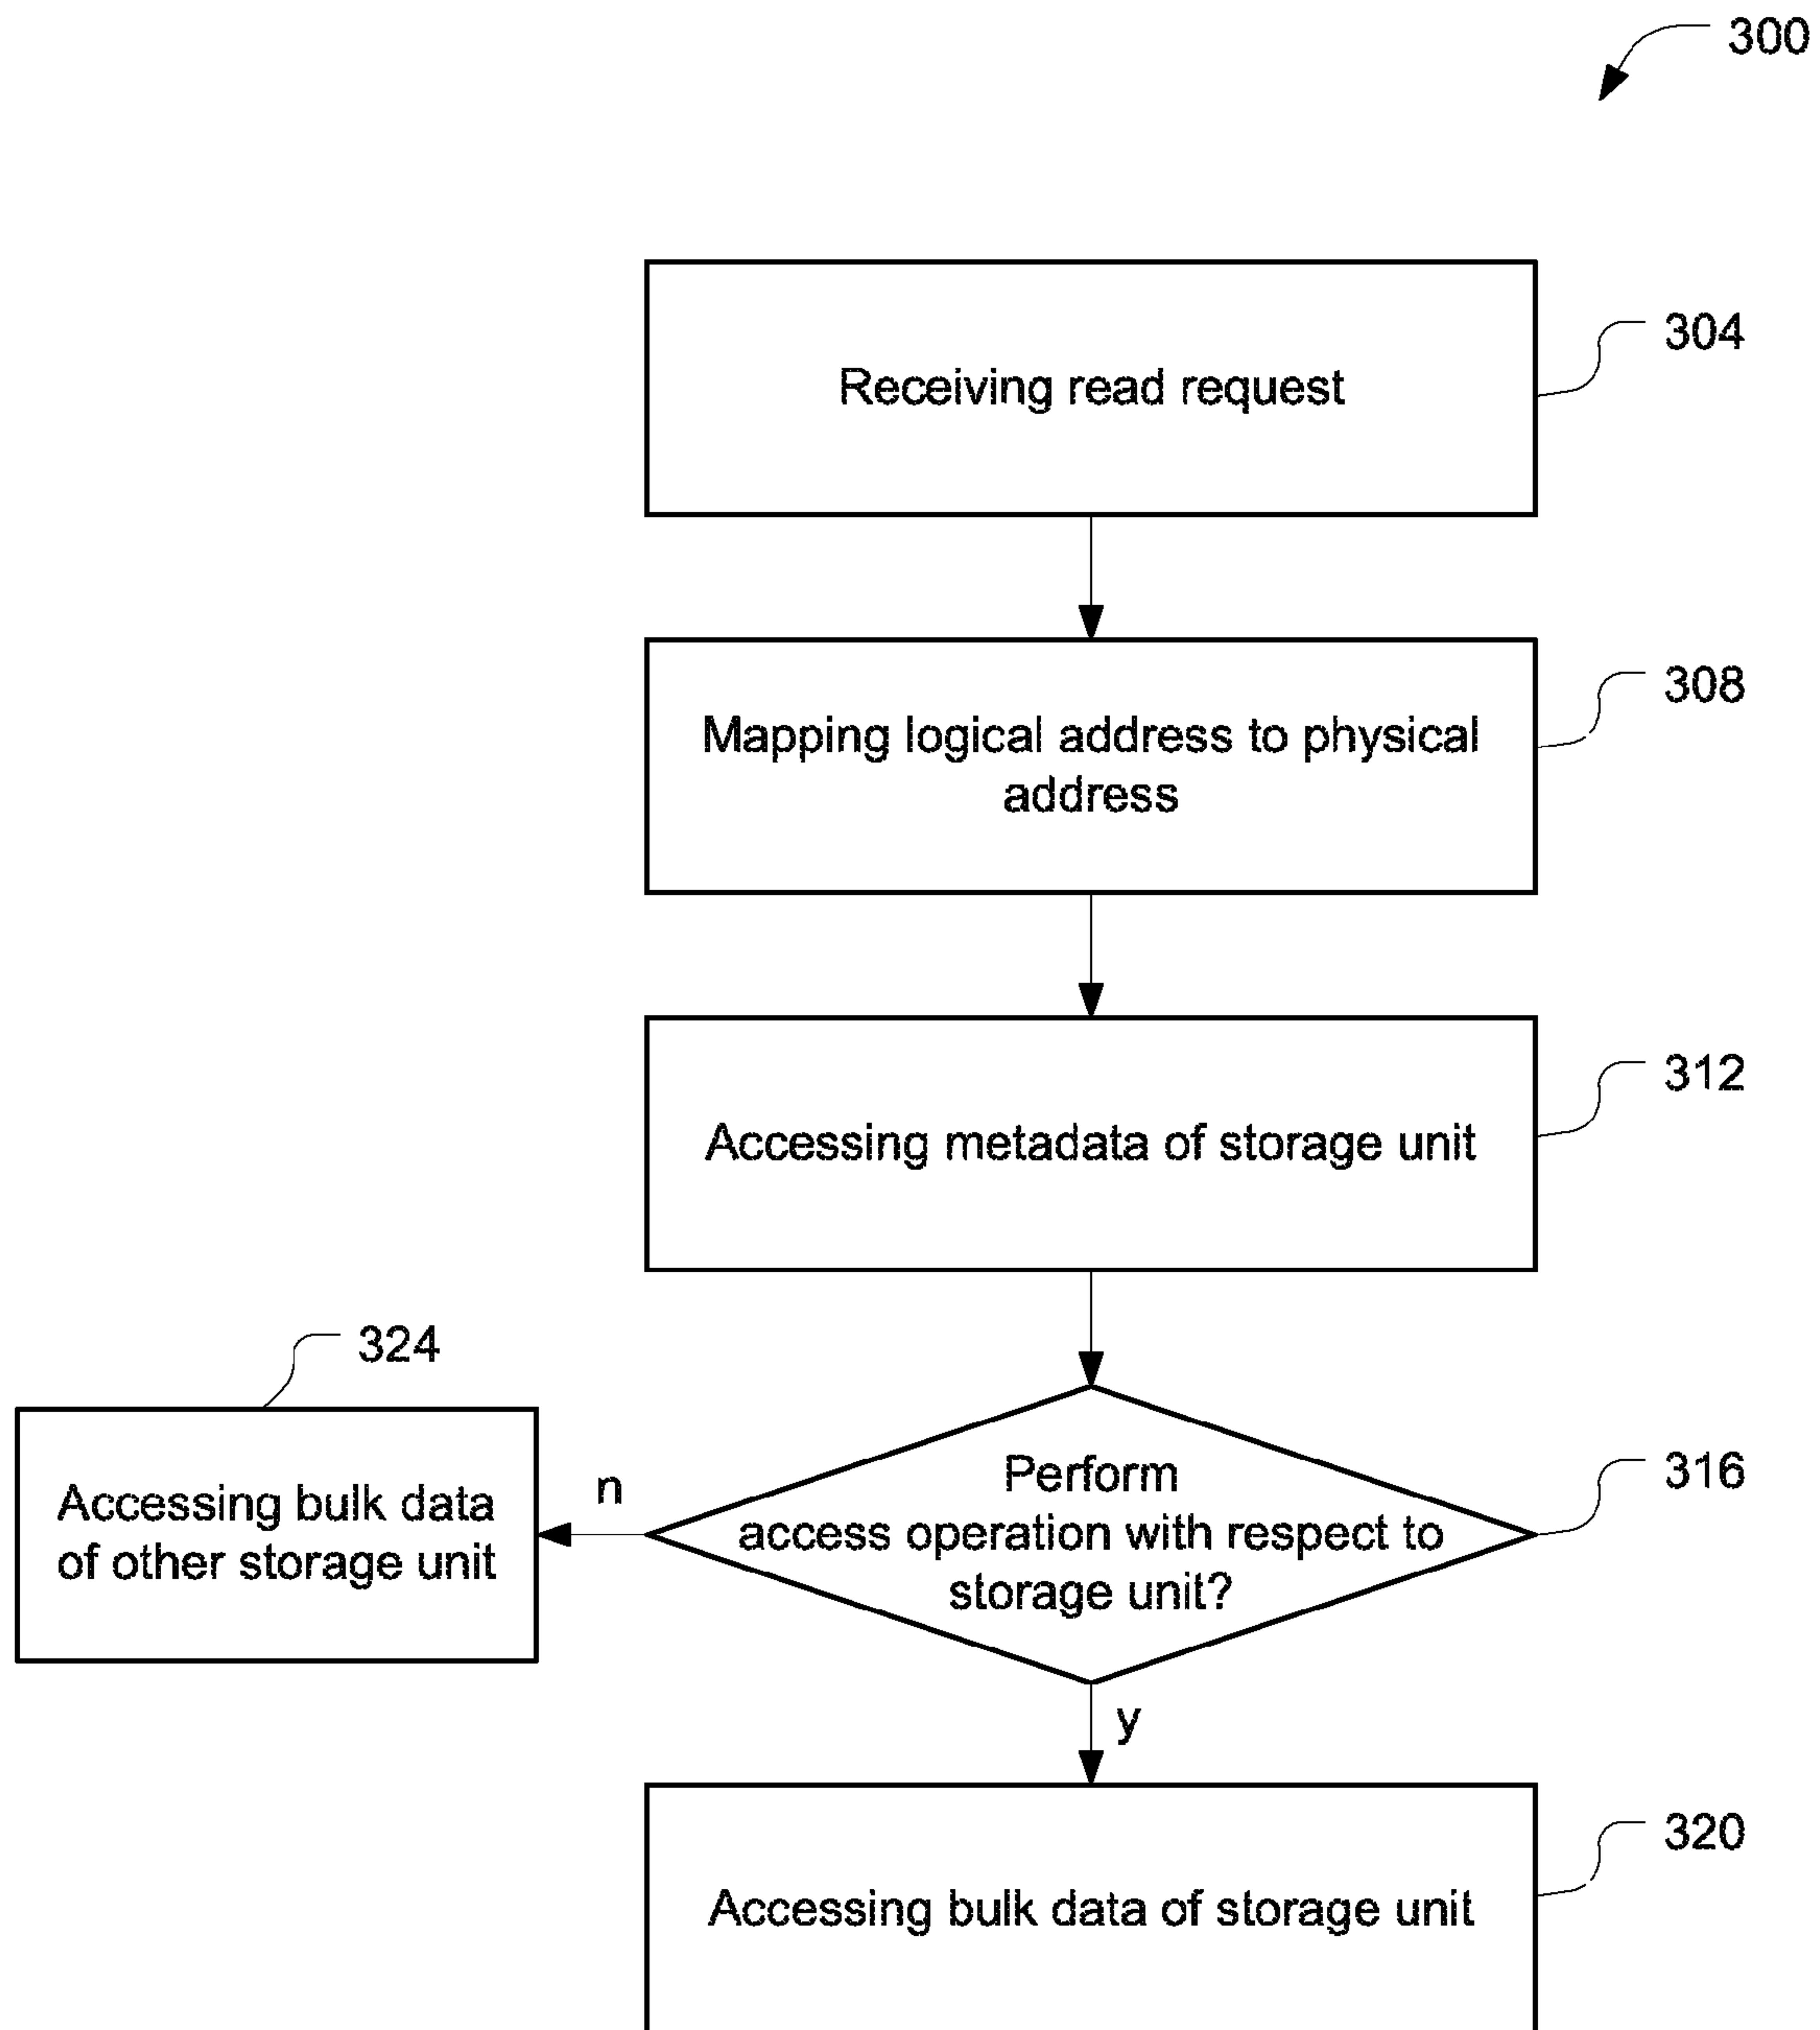 300
Receiving read request
304
Mapping logical address to physical
address
308
Accessing metadata of storage unit
312
324
Accessing bulk data
of other storage unit
n
Perform
access operation with respect to
storage unit?
316
y
Accessing bulk data of storage unit
320